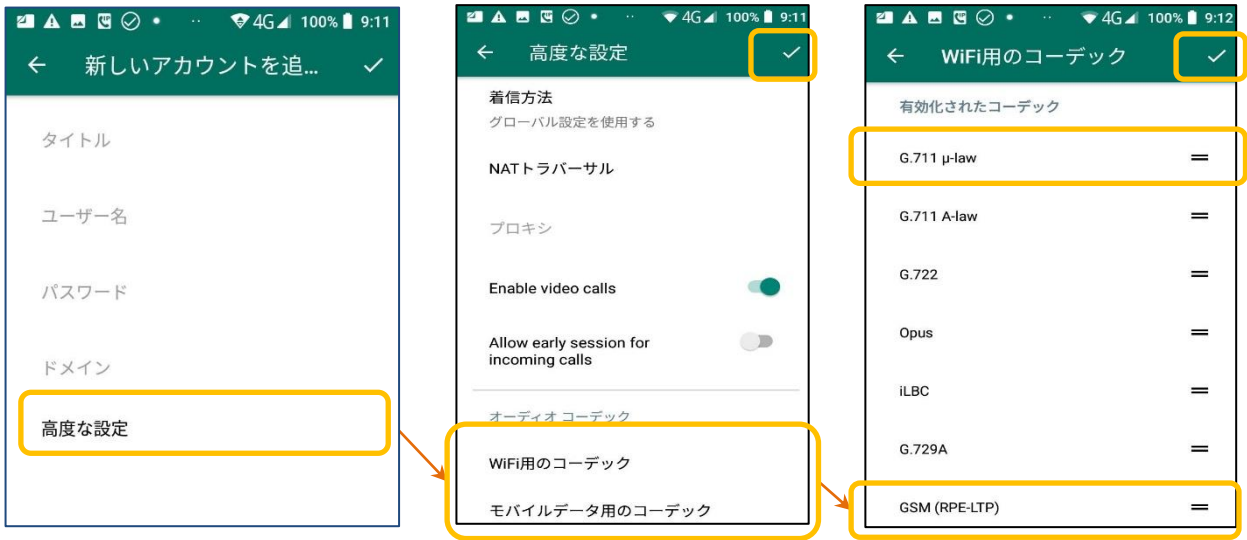 4G 100% 9:11
新しいアカウントを追...
タイトル
ユーザー名
パスワード
ドメイン
高度な設定
4G 100% 9:11
高度な設定
着信方法
グローバル設定を使用する
NATトラバーサル
プロキシ
Enable video calls
Allow early session for
incoming calls
オーディオ コーデック
WiFi用のコーデック
モバイルデータ用のコーデック
4G 100% 9:12
WiFi用のコーデック
有効化されたコーデック
G.711 μ-law
G.711 A-law
G.722
Opus
iLBC
G.729A
GSM (RPE-LTP)